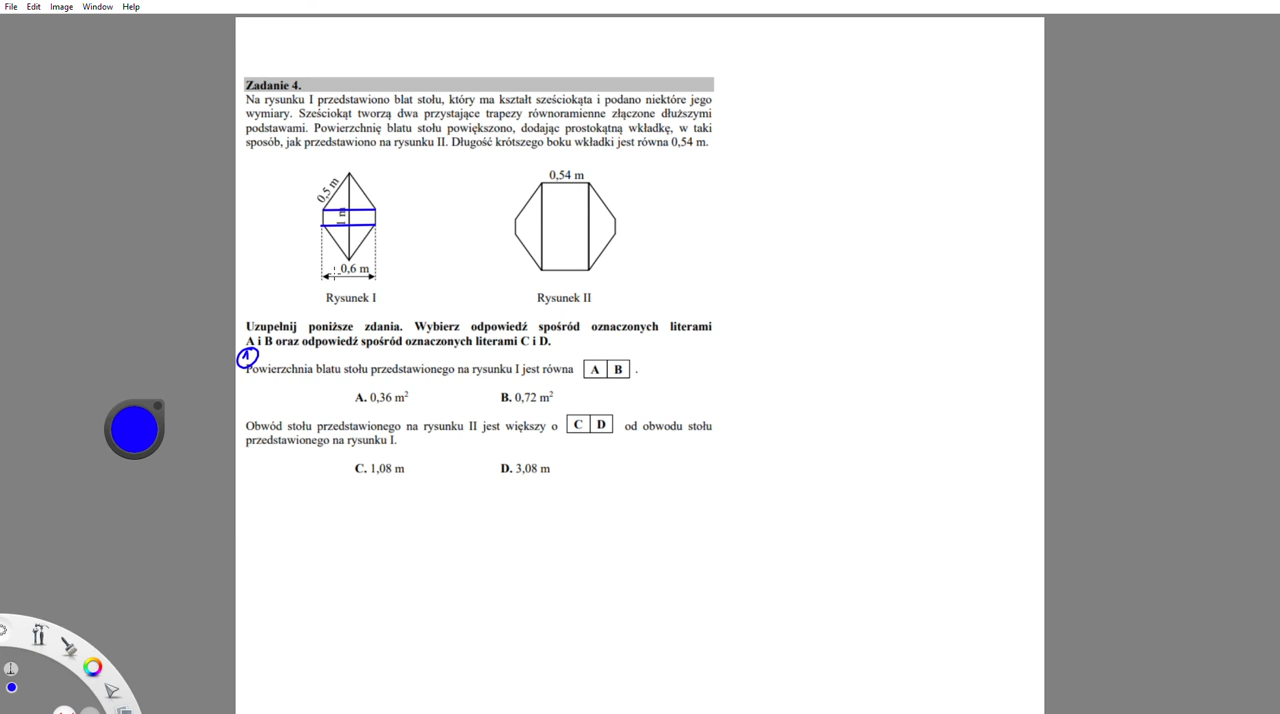 File Edit Image Window Help
Zadanie 4.
Na rysunku I przedstawiono blat stołu, który ma kształt sześciokąta i podano niektóre jego
wymiary. Sześciokąt tworzą dwa przystające trapezy równoramienne złączone dłuższymi
podstawami. Powierzchnię blatu stołu powiększono, dodając prostokątną wkładkę, w taki
sposób, jak przedstawiono na rysunku II. Długość krótszego boku wkładki jest równa 0,54 m.
0,5 m
1 m
0,6 m
Rysunek I
0,54 m
Rysunek II
Uzupełnij poniższe zdania. Wybierz odpowiedź spośród oznaczonych literami
A i B oraz odpowiedź spośród oznaczonych literami C i D.
1
Powierzchnia blatu stołu przedstawionego na rysunku I jest równa A B .
A. 0,36 m² B. 0,72 m²
Obwód stołu przedstawionego na rysunku II jest większy o C D od obwodu stołu
przedstawionego na rysunku I.
C. 1,08 m D. 3,08 m